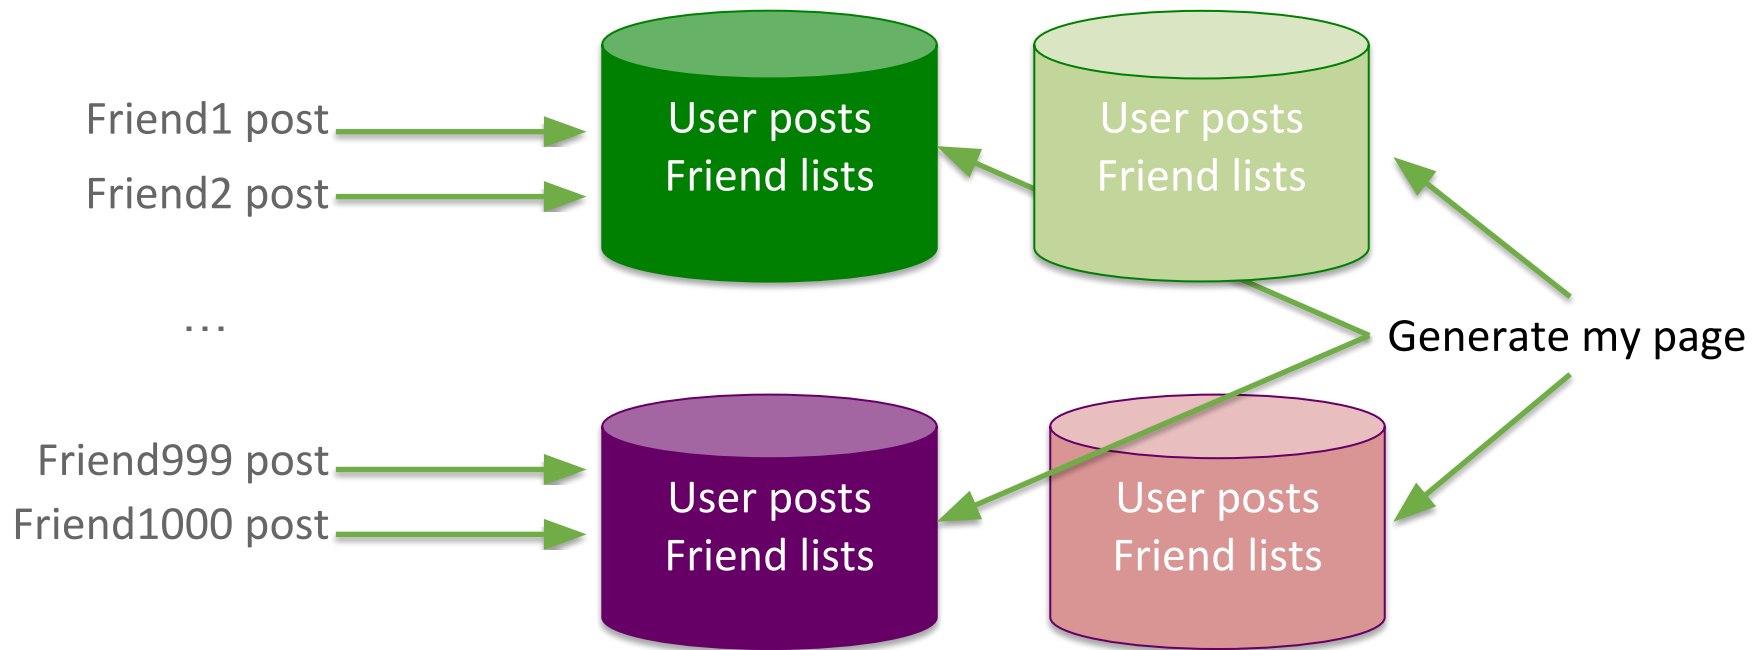 Friend1 post
Friend2 post
…
Friend999 post
Friend1000 post
User posts
Friend lists
User posts
Friend lists
User posts
Friend lists
User posts
Friend lists
Generate my page